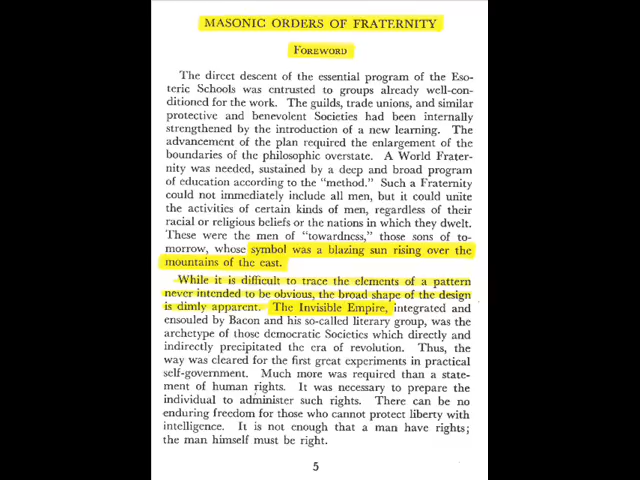 MASONIC ORDERS OF FRATERNITY
FOREWORD
The direct descent of the essential program of the Eso-
teric Schools was entrusted to groups already well-con-
ditioned for the work. The guilds, trade unions, and similar
protective and benevolent Societies had been internally
strengthened by the introduction of a new learning. The
advancement of the plan required the enlargement of the
boundaries of the philosophic overstate. A World Frater-
nity was needed, sustained by a deep and broad program
of education according to the “method.” Such a Fraternity
could not immediately include all men, but it could unite
the activities of certain kinds of men, regardless of their
racial or religious beliefs or the nations in which they dwelt.
These were the men of “towardness,” those sons of to-
morrow, whose symbol was a blazing sun rising over the
mountains of the east.
While it is difficult to trace the elements of a pattern
never intended to be obvious, the broad shape of the design
is dimly apparent. The Invisible Empire, integrated and
ensouled by Bacon and his so-called literary group, was the
archetype of those democratic Societies which directly and
indirectly precipitated the era of revolution. Thus, the
way was cleared for the first great experiments in practical
self-government. Much more was required than a state-
ment of human rights. It was necessary to prepare the
individual to administer such rights. There can be no
enduring freedom for those who cannot protect liberty with
intelligence. It is not enough that a man have rights;
the man himself must be right.
5